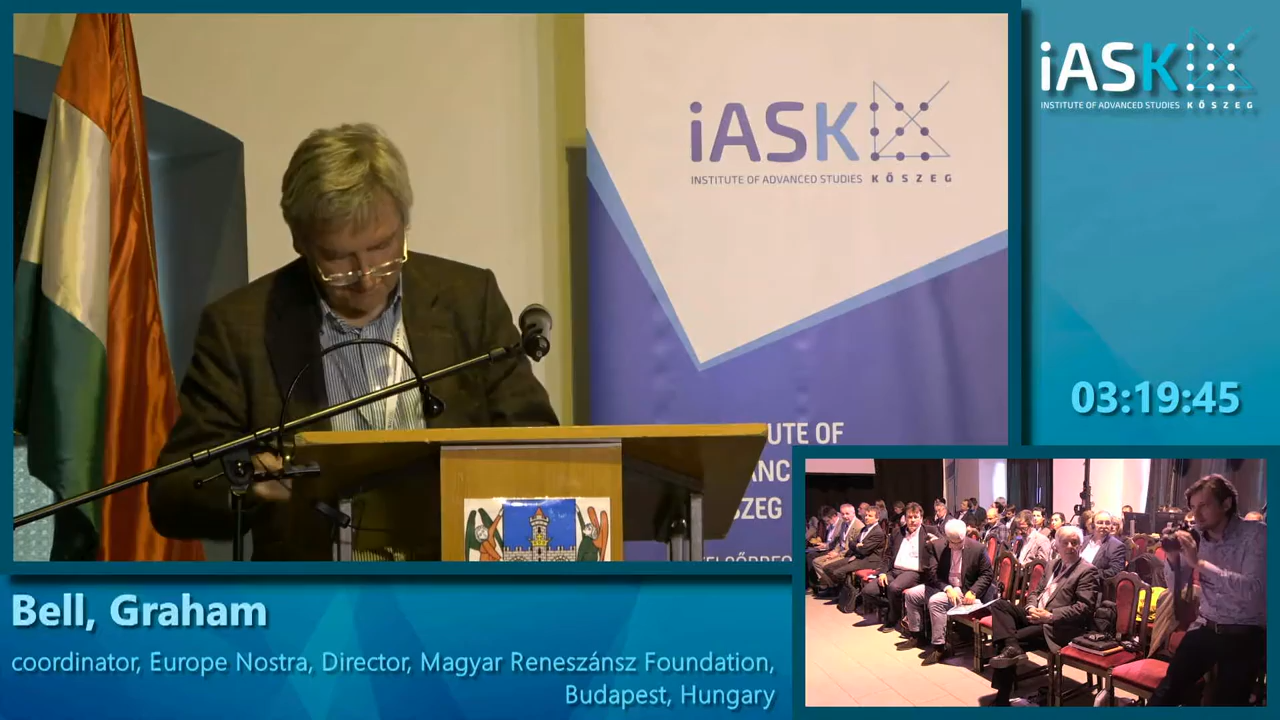 iASK
INSTITUTE OF ADVANCED STUDIES KŐSZEG
UTE OF
SZEG
iASK
INSTITUTE OF ADVANCED STUDIES KŐSZEG
03:19:45
Bell, Graham
coordinator, Europe Nostra, Director, Magyar Reneszánsz Foundation,
Budapest, Hungary